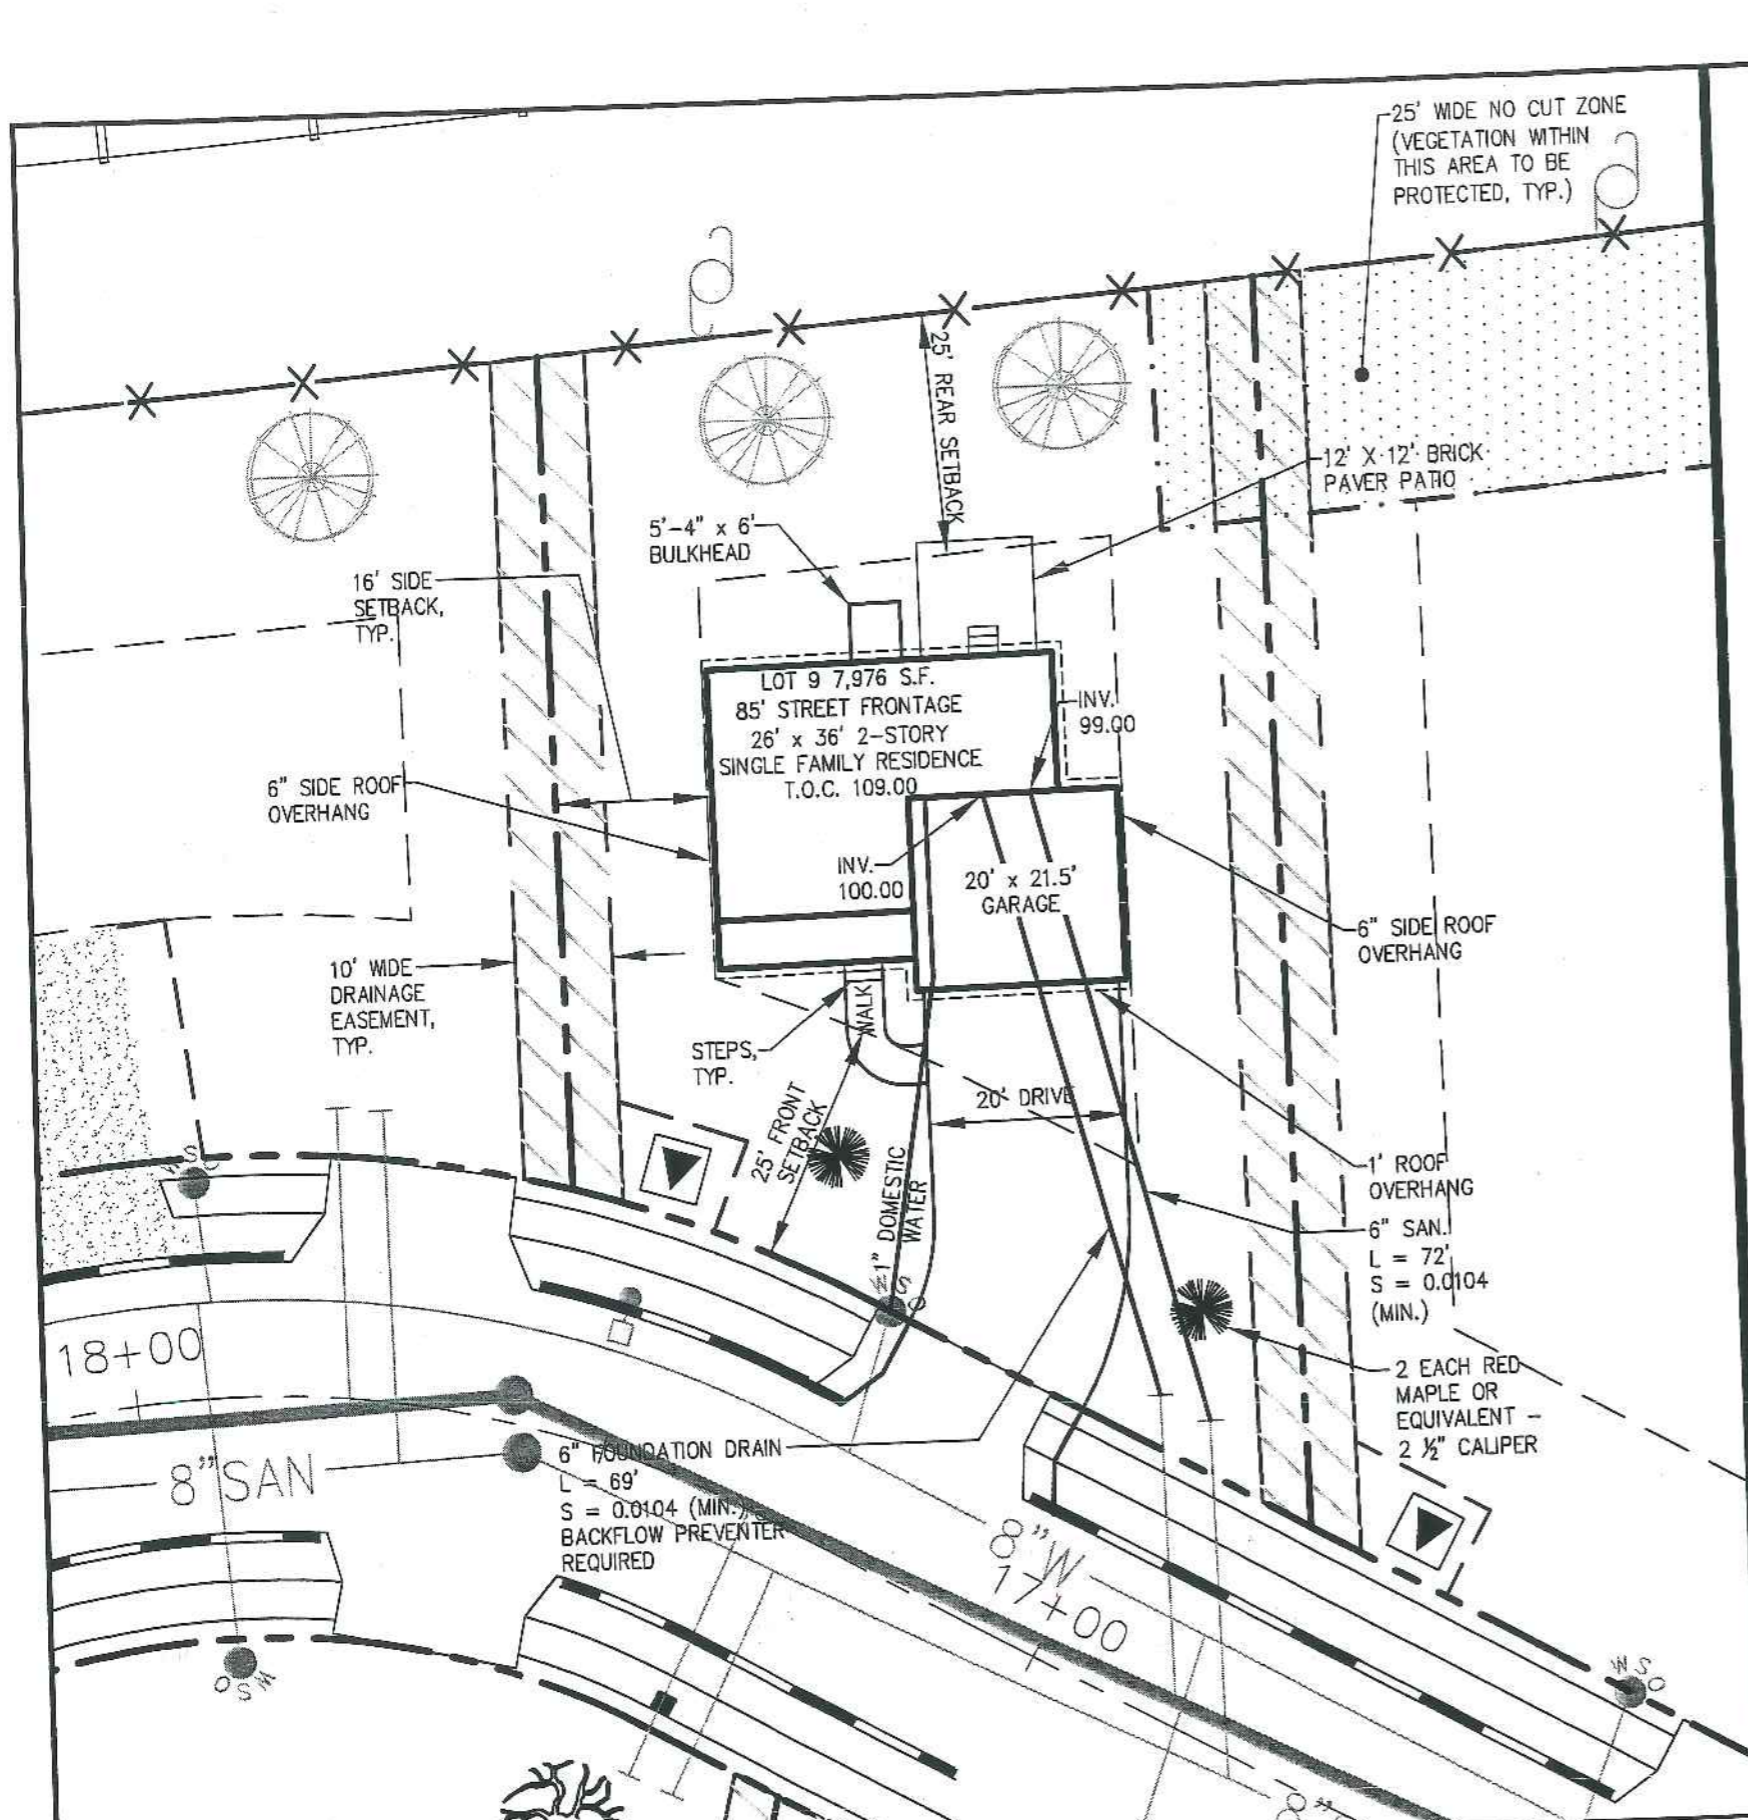 25' WIDE NO CUT ZONE
(VEGETATION WITHIN
THIS AREA TO BE
PROTECTED, TYP.)
25' REAR SETBACK
12' X 12' BRICK
PAVER PATIO
5'-4" x 6'
BULKHEAD
16' SIDE
SETBACK,
TYP.
LOT 9 7,976 S.F.
85' STREET FRONTAGE
26' x 36' 2-STORY
SINGLE FAMILY RESIDENCE
T.O.C. 109.00
INV.
99.00
6" SIDE ROOF
OVERHANG
INV.
100.00
20' x 21.5'
GARAGE
6" SIDE ROOF
OVERHANG
10' WIDE
DRAINAGE
EASEMENT,
TYP.
WALK
STEPS,
TYP.
25' FRONT
SETBACK
20' DRIVE
1" DOMESTIC
WATER
1' ROOF
OVERHANG
6" SAN.
L = 72'
S = 0.0104
(MIN.)
WSO
WSO
18+00
2 EACH RED
MAPLE OR
EQUIVALENT -
2 ½" CALIPER
8"SAN
6" FOUNDATION DRAIN
L = 69'
S = 0.0104 (MIN.)
BACKFLOW PREVENTER
REQUIRED
8"W
17+00
WSO
WSO